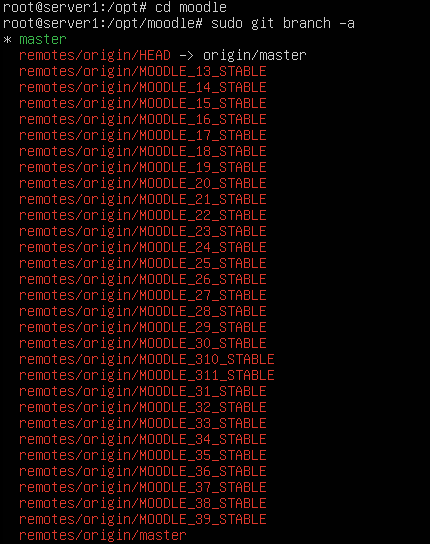 root@server1:/opt# cd moodle
root@server1:/opt/moodle# sudo git branch -a
* master
remotes/origin/HEAD -> origin/master
remotes/origin/MOODLE_13_STABLE
remotes/origin/MOODLE_14_STABLE
remotes/origin/MOODLE_15_STABLE
remotes/origin/MOODLE_16_STABLE
remotes/origin/MOODLE_17_STABLE
remotes/origin/MOODLE_18_STABLE
remotes/origin/MOODLE_19_STABLE
remotes/origin/MOODLE_20_STABLE
remotes/origin/MOODLE_21_STABLE
remotes/origin/MOODLE_22_STABLE
remotes/origin/MOODLE_23_STABLE
remotes/origin/MOODLE_24_STABLE
remotes/origin/MOODLE_25_STABLE
remotes/origin/MOODLE_26_STABLE
remotes/origin/MOODLE_27_STABLE
remotes/origin/MOODLE_28_STABLE
remotes/origin/MOODLE_29_STABLE
remotes/origin/MOODLE_30_STABLE
remotes/origin/MOODLE_310_STABLE
remotes/origin/MOODLE_311_STABLE
remotes/origin/MOODLE_31_STABLE
remotes/origin/MOODLE_32_STABLE
remotes/origin/MOODLE_33_STABLE
remotes/origin/MOODLE_34_STABLE
remotes/origin/MOODLE_35_STABLE
remotes/origin/MOODLE_36_STABLE
remotes/origin/MOODLE_37_STABLE
remotes/origin/MOODLE_38_STABLE
remotes/origin/MOODLE_39_STABLE
remotes/origin/master